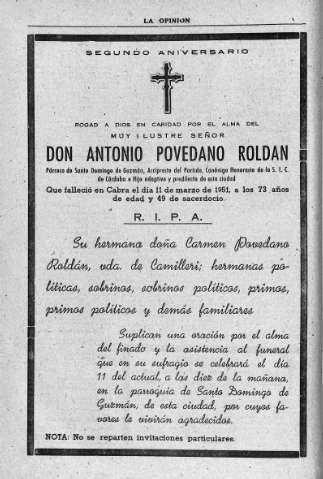 LA OPINION
SEGUNDO ANIVERSARIO
ROGAD A DIOS EN CARIDAD POR EL ALMA DEL
MUY ILUSTRE SEÑOR
DON ANTONIO POVEDANO ROLDAN
Párroco de Santo Domingo de Guzmán, Arcipreste del Partido, Canónigo Honorario de la S. I. C.
de Córdoba e Hijo adoptivo y predilecto de esta ciudad
Que falleció en Cabra el día 11 de marzo de 1951, a los 73 años
de edad y 49 de sacerdocio
R. I. P. A.
Su hermana doña Carmen Povedano
Roldán, vda. de Camilleri; hermanas po-
líticas, sobrinos, sobrinos políticos, primos,
primos políticos y demás familiares
Suplican una oración por el alma
del finado y la asistencia al funeral
que en su sufragio se celebrará el día
11 del actual, a las diez de la mañana,
en la parroquia de Santo Domingo de
Guzmán, de esta ciudad, por cuyos fa-
vores le vivirán agradecidos.
NOTA: No se reparten invitaciones particulares.